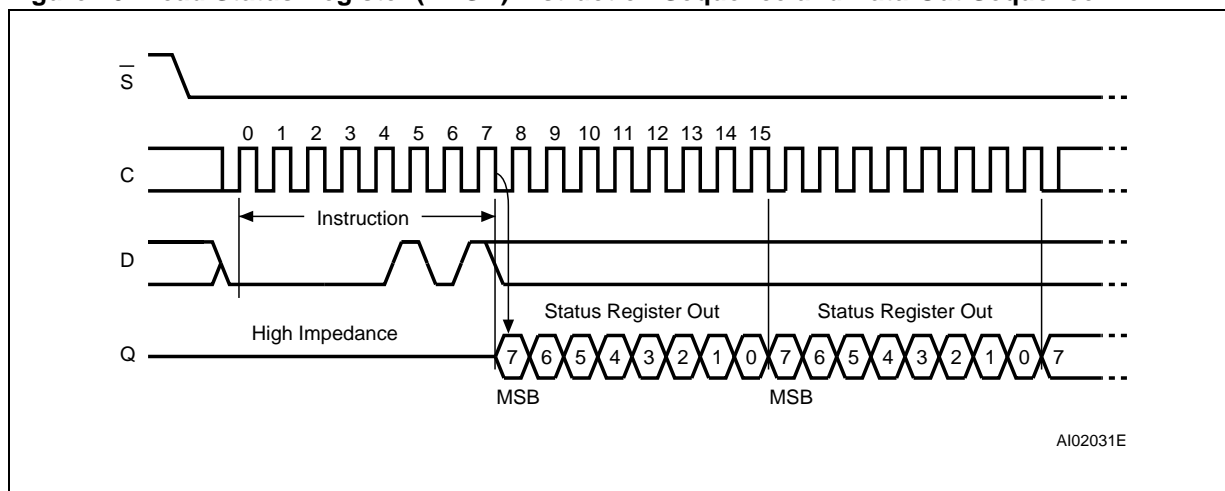 S
0 1 2 3 4 5 6 7 8 9 10 11 12 13 14 15
C
Instruction
D
Status Register Out Status Register Out
High Impedance
Q 7 6 5 4 3 2 1 0 7 6 5 4 3 2 1 0 7
MSB MSB
AI02031E